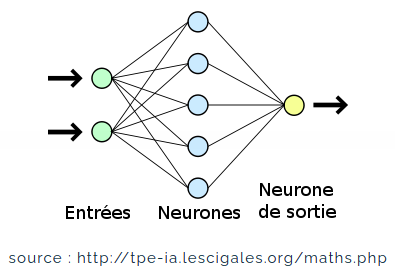 Entrées
Neurones
Neurone
de sortie
source : http://tpe-ia.lescigales.org/maths.php